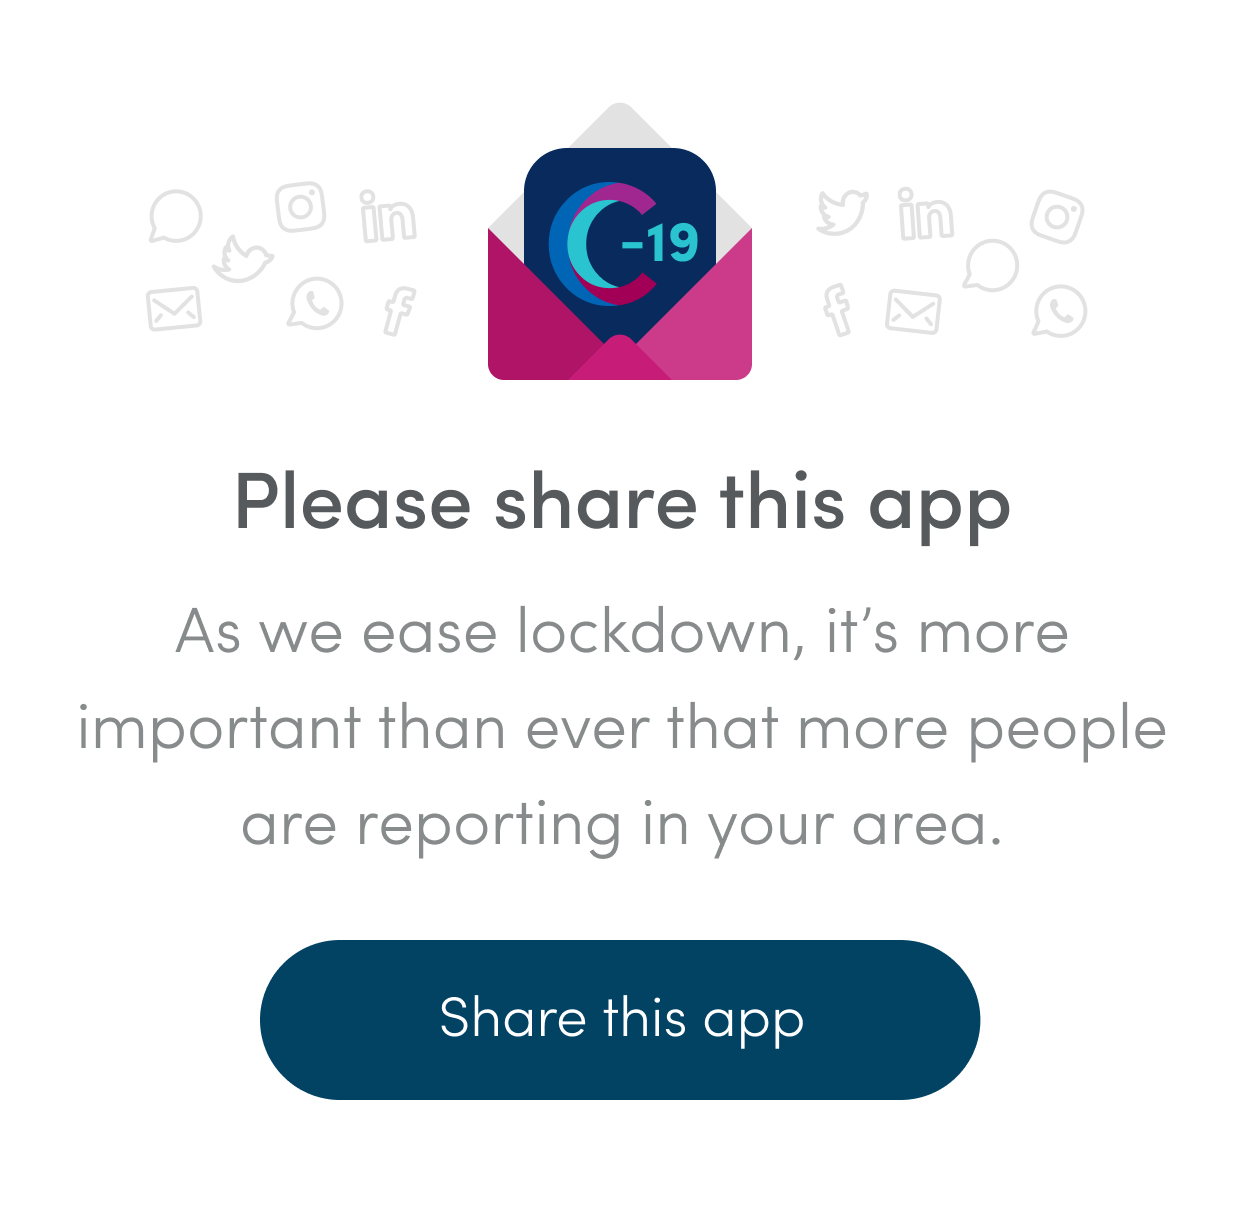 C-19
Please share this app
As we ease lockdown, it’s more
important than ever that more people
are reporting in your area.
Share this app